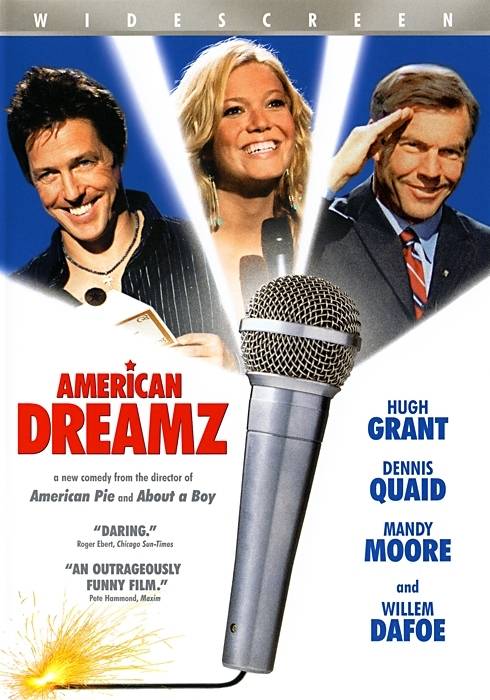 WIDESCREEN
AMERICAN
DREAMZ
a new comedy from the director of
American Pie and About a Boy
“DARING.”
Roger Ebert, Chicago Sun-Times
“AN OUTRAGEOUSLY
FUNNY FILM.”
Pete Hammond, Maxim
HUGH
GRANT
DENNIS
QUAID
MANDY
MOORE
and
WILLEM
DAFOE